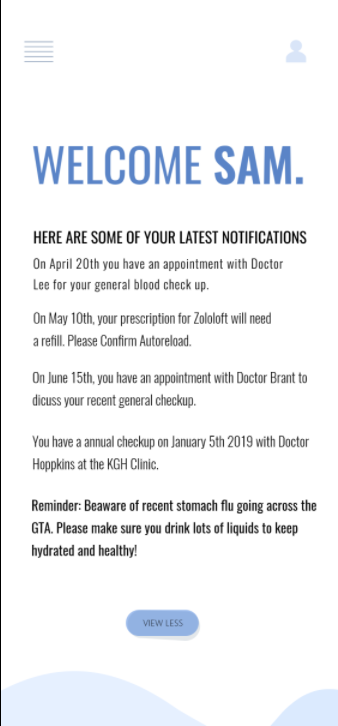 WELCOME SAM.
HERE ARE SOME OF YOUR LATEST NOTIFICATIONS
On April 20th you have an appointment with Doctor
Lee for your general blood check up.
On May 10th, your prescription for Zololoft will need
a refill. Please Confirm Autoreload.
On June 15th, you have an appointment with Doctor Brant to
dicuss your recent general checkup.
You have a annual checkup on January 5th 2019 with Doctor
Hoppkins at the KGH Clinic.
Reminder: Beaware of recent stomach flu going across the
GTA. Please make sure you drink lots of liquids to keep
hydrated and healthy!
VIEW LESS